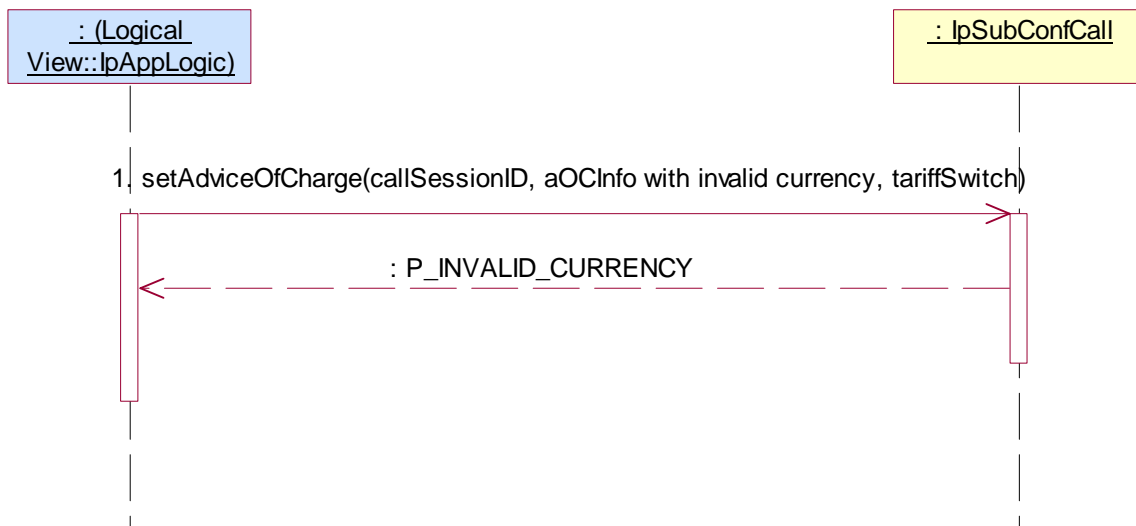 : (Logical
View::IpAppLogic)
: IpSubConfCall
1. setAdviceOfCharge(callSessionID, aOCInfo with invalid currency, tariffSwitch)
: P_INVALID_CURRENCY